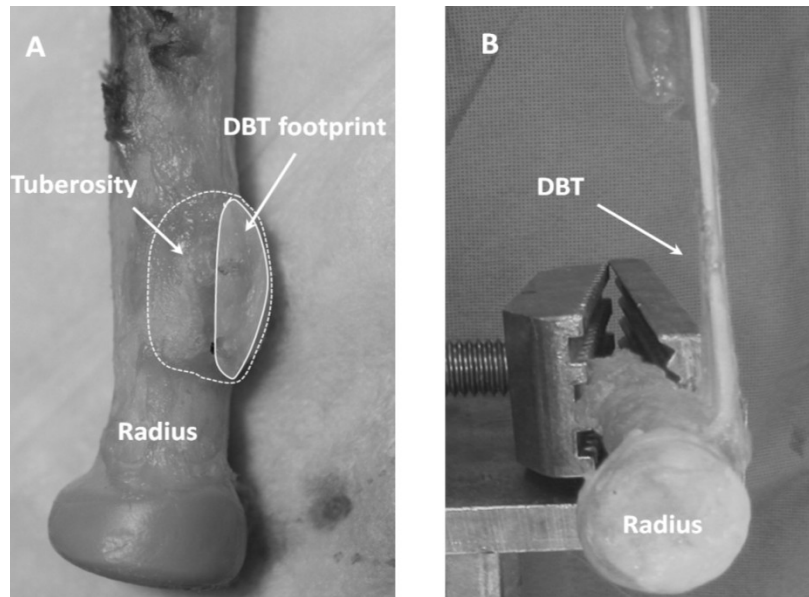 A
DBT footprint
Tuberosity
Radius
B
DBT
Radius